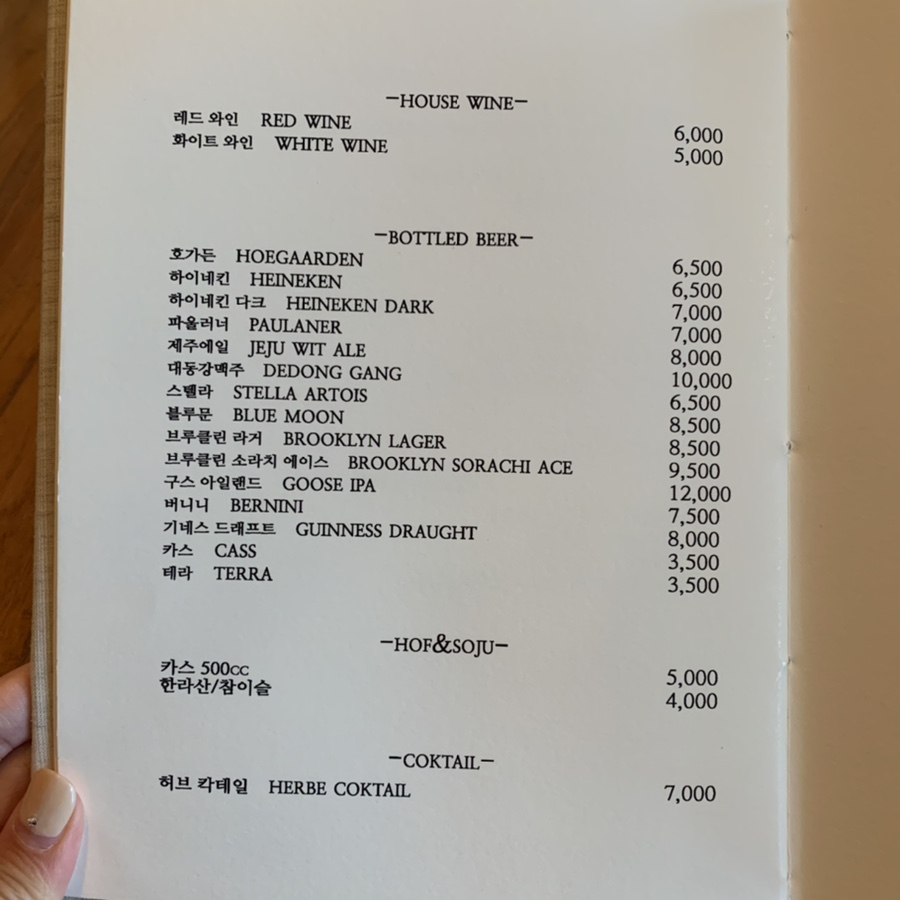 -HOUSE WINE-
레드 와인 RED WINE 6,000
화이트 와인 WHITE WINE 5,000
-BOTTLED BEER-
호가든 HOEGAARDEN 6,500
하이네킨 HEINEKEN 6,500
하이네킨 다크 HEINEKEN DARK 7,000
파울러너 PAULANER 7,000
제주에일 JEJU WIT ALE 8,000
대동강맥주 DEDONG GANG 10,000
스텔라 STELLA ARTOIS 6,500
블루문 BLUE MOON 8,500
브루클린 라거 BROOKLYN LAGER 8,500
브루클린 소라치 에이스 BROOKLYN SORACHI ACE 9,500
구스 아일랜드 GOOSE IPA 12,000
버니니 BERNINI 7,500
기네스 드래프트 GUINNESS DRAUGHT 8,000
카스 CASS 3,500
테라 TERRA 3,500
-HOF&SOJU-
카스 500CC 5,000
한라산/참이슬 4,000
-COKTAIL-
허브 칵테일 HERBE COKTAIL 7,000